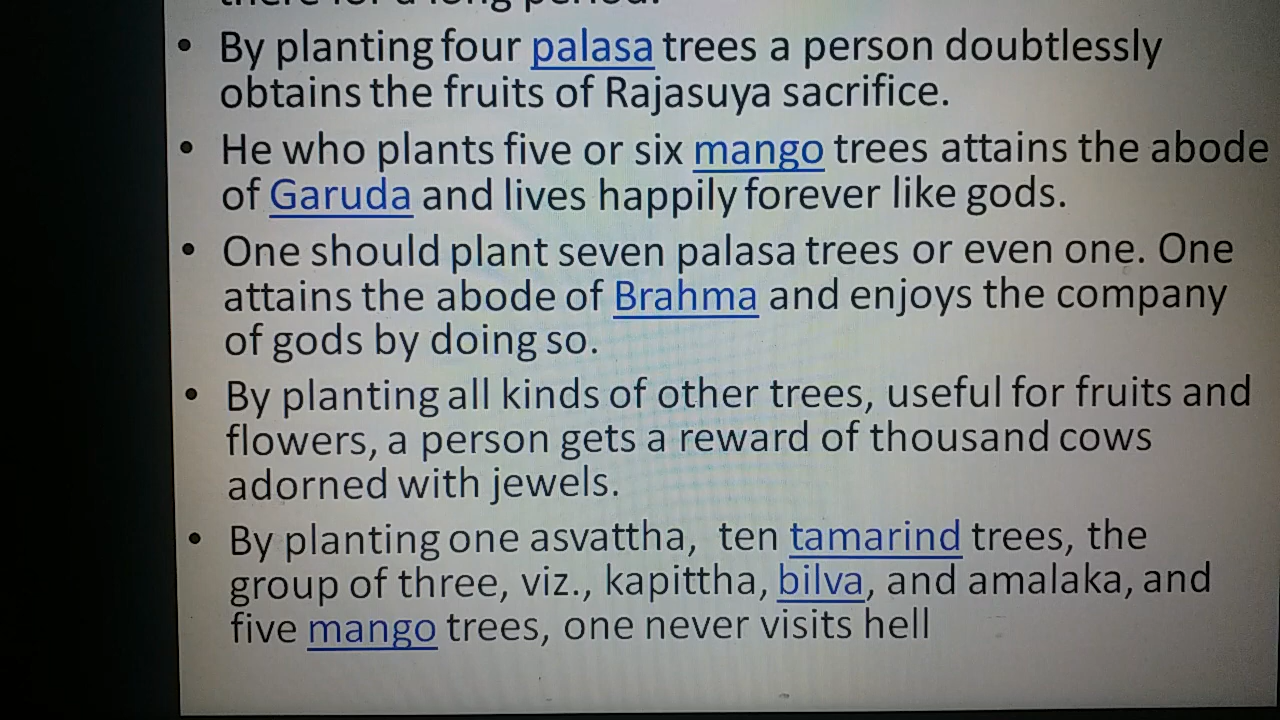 there for a long period.
• By planting four palasa trees a person doubtlessly
obtains the fruits of Rajasuya sacrifice.
• He who plants five or six mango trees attains the abode
of Garuda and lives happily forever like gods.
• One should plant seven palasa trees or even one. One
attains the abode of Brahma and enjoys the company
of gods by doing so.
• By planting all kinds of other trees, useful for fruits and
flowers, a person gets a reward of thousand cows
adorned with jewels.
• By planting one asvattha, ten tamarind trees, the
group of three, viz., kapittha, bilva, and amalaka, and
five mango trees, one never visits hell